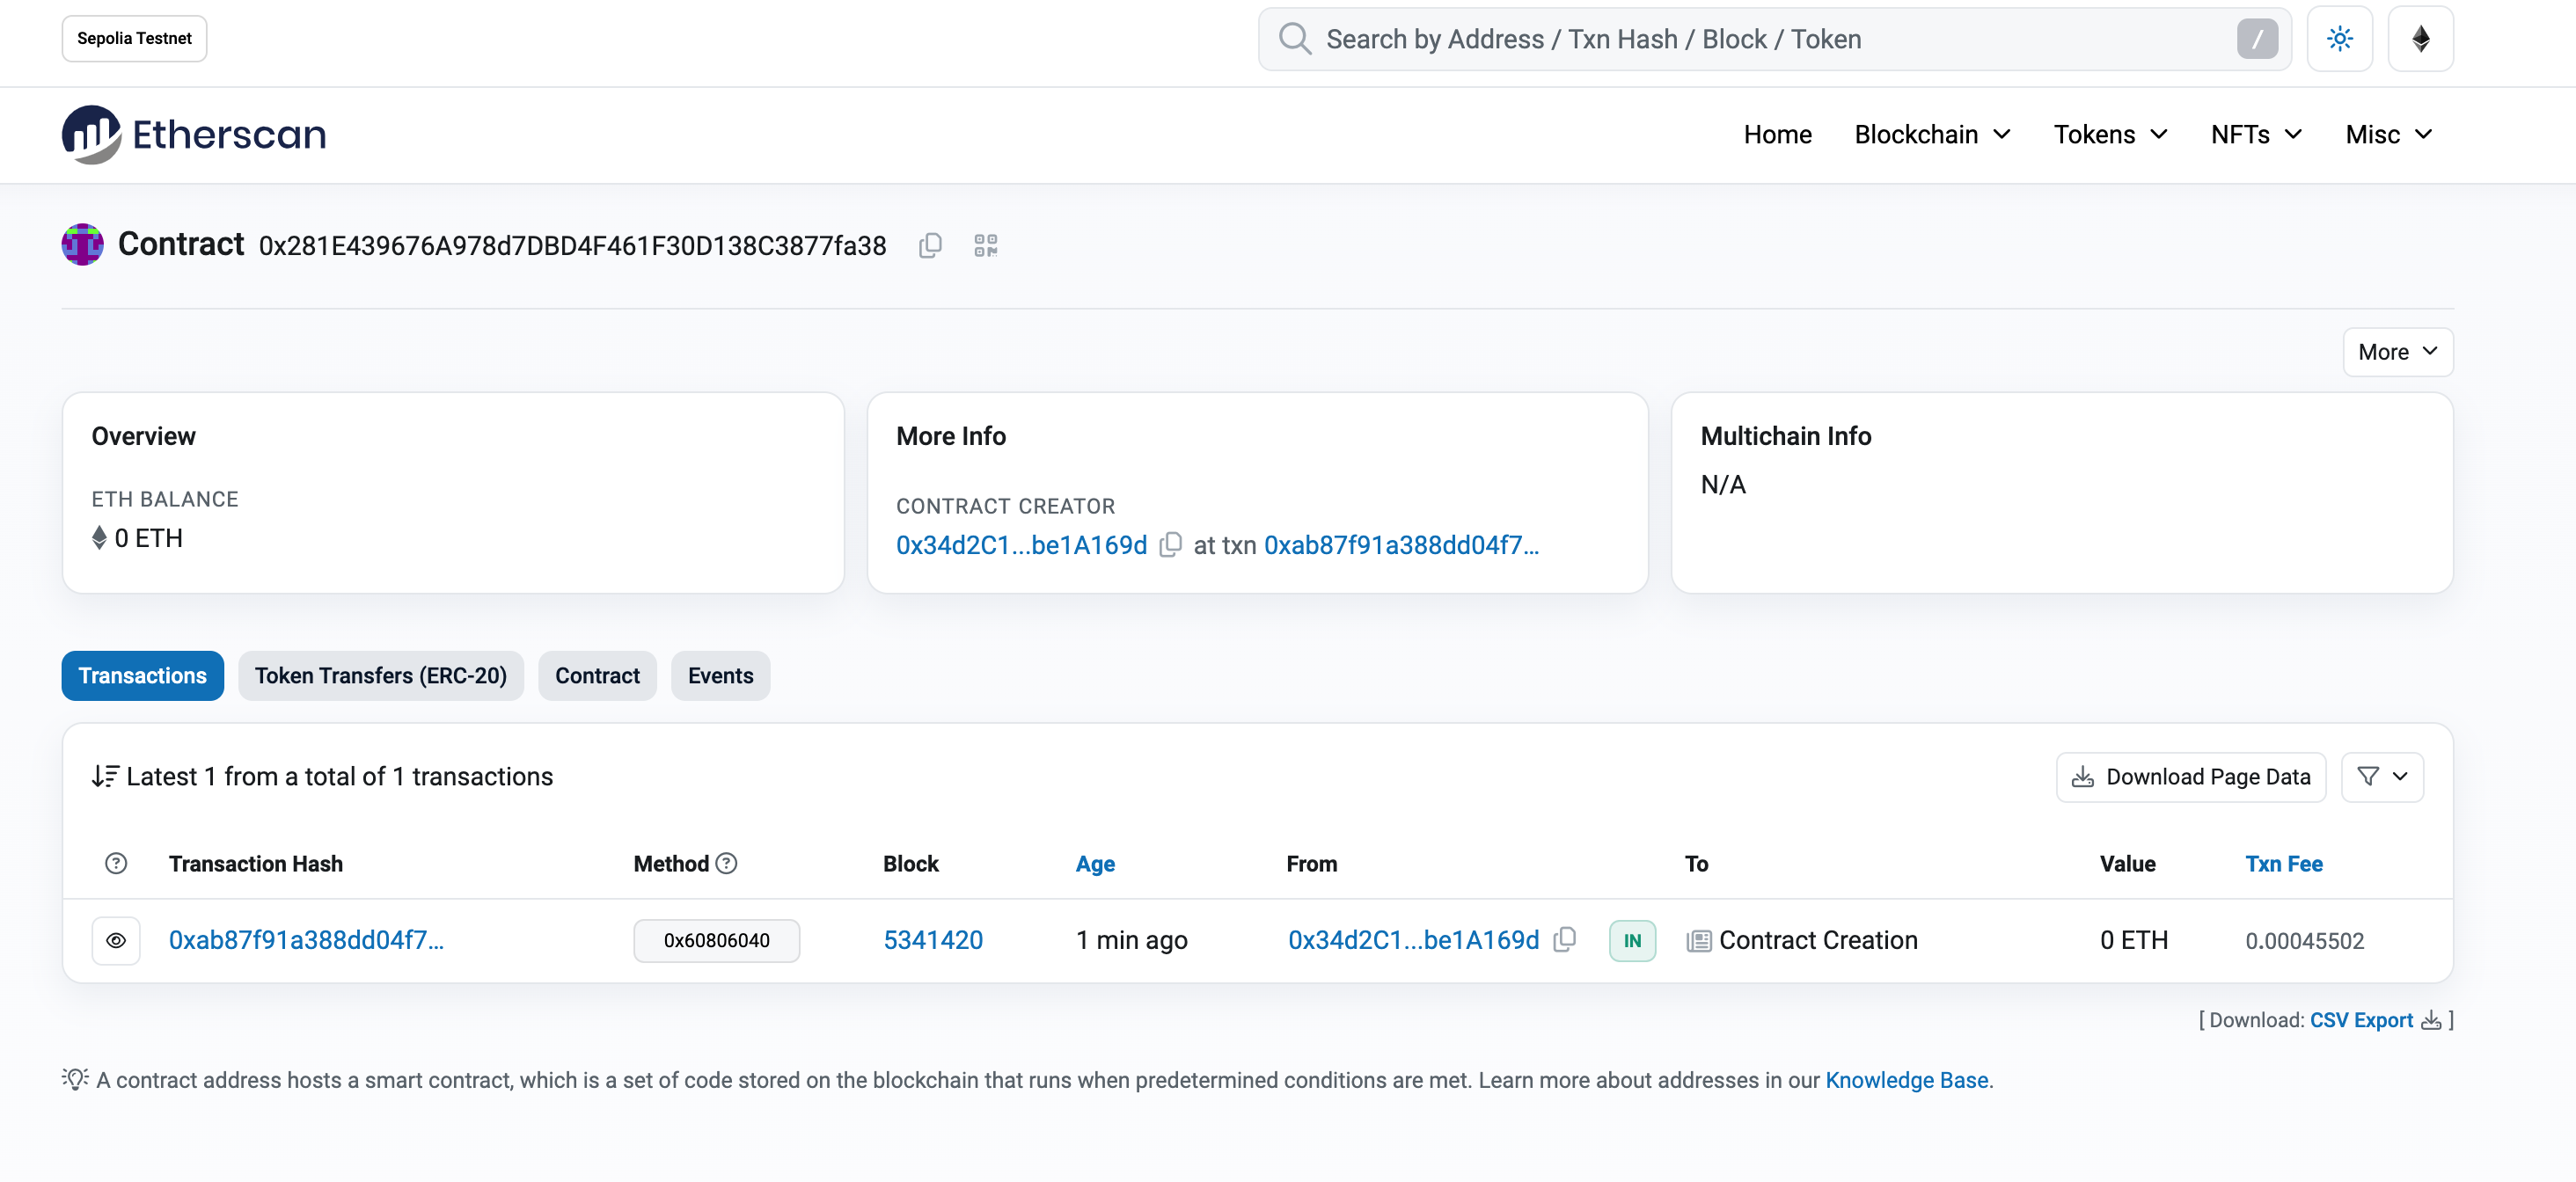 Sepolia Testnet
Search by Address / Txn Hash / Block / Token
/
Etherscan
Home Blockchain Tokens NFTs Misc
Contract 0x281E439676A978d7DBD4F461F30D138C3877fa38
More
Overview
ETH BALANCE
0 ETH
More Info
CONTRACT CREATOR
0x34d2C1...be1A169d at txn 0xab87f91a388dd04f7...
Multichain Info
N/A
Transactions Token Transfers (ERC-20) Contract Events
Latest 1 from a total of 1 transactions
Download Page Data
Transaction Hash Method Block Age From To Value Txn Fee
0xab87f91a388dd04f7... 0x60806040 5341420 1 min ago 0x34d2C1...be1A169d IN Contract Creation 0 ETH 0.00045502
[ Download: CSV Export ]
A contract address hosts a smart contract, which is a set of code stored on the blockchain that runs when predetermined conditions are met. Learn more about addresses in our Knowledge Base.